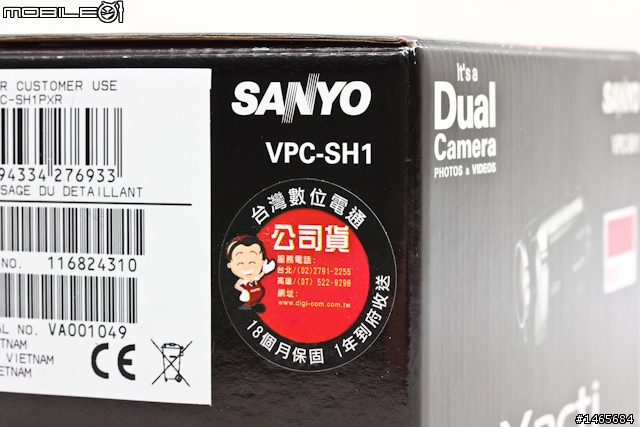 MOBILE01
R CUSTOMER USE
C-SH1PXR
94334 276933
SAGE DU DETAILLANT
NO. 116824310
AL NO. VA001049
TNAM
VIETNAM
ETNAM
CE
SANYO
VPC-SH1
台灣數位電通
公司貨
服務電話:
台北/(02)2791-2255
高雄/(07) 522-9298
網址:
www.digi-com.com.tw
18個月保固 1年到府收送
It's a
Dual
Camera
PHOTOS & VIDEOS
SANYO
Xacti
#1465684